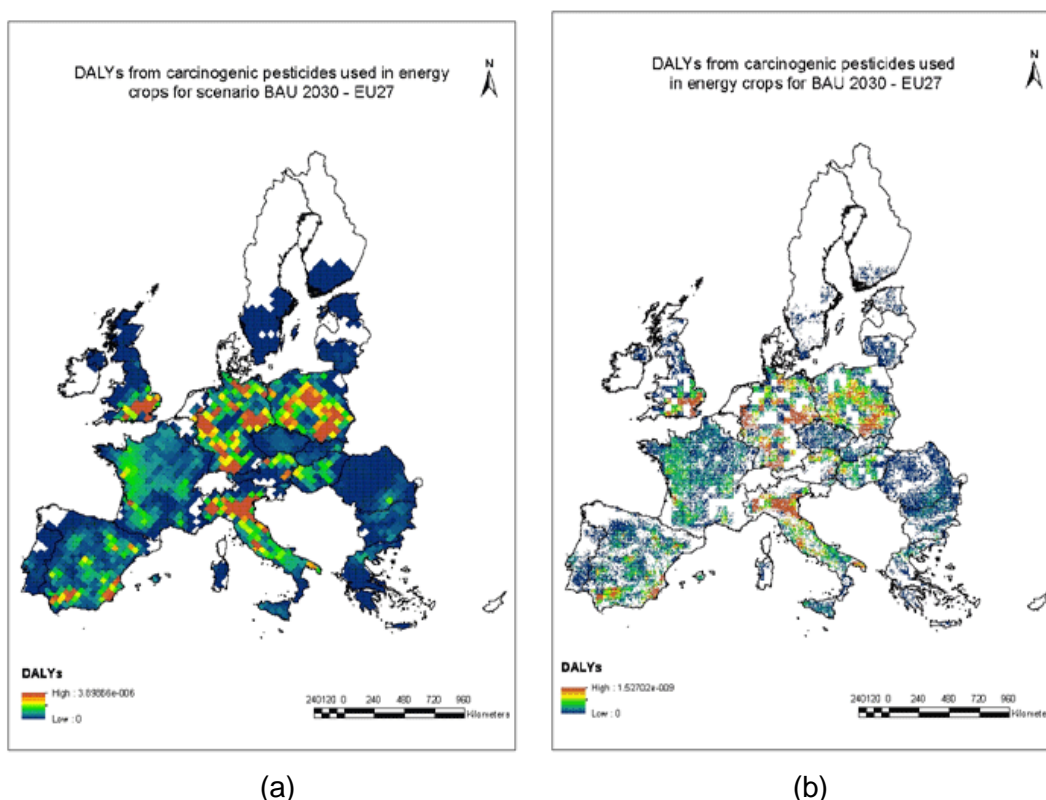 DALYs from carcinogenic pesticides used in energy
crops for scenario BAU 2030 - EU27
N
DALYs
High : 3.89866e-006
Low : 0
240120 0 240 480 720 960
Kilometers
(a)
DALYs from carcinogenic pesticides used
in energy crops for BAU 2030 - EU27
N
DALYs
High : 1.52702e-009
Low : 0
240120 0 240 480 720 960
Kilometers
(b)